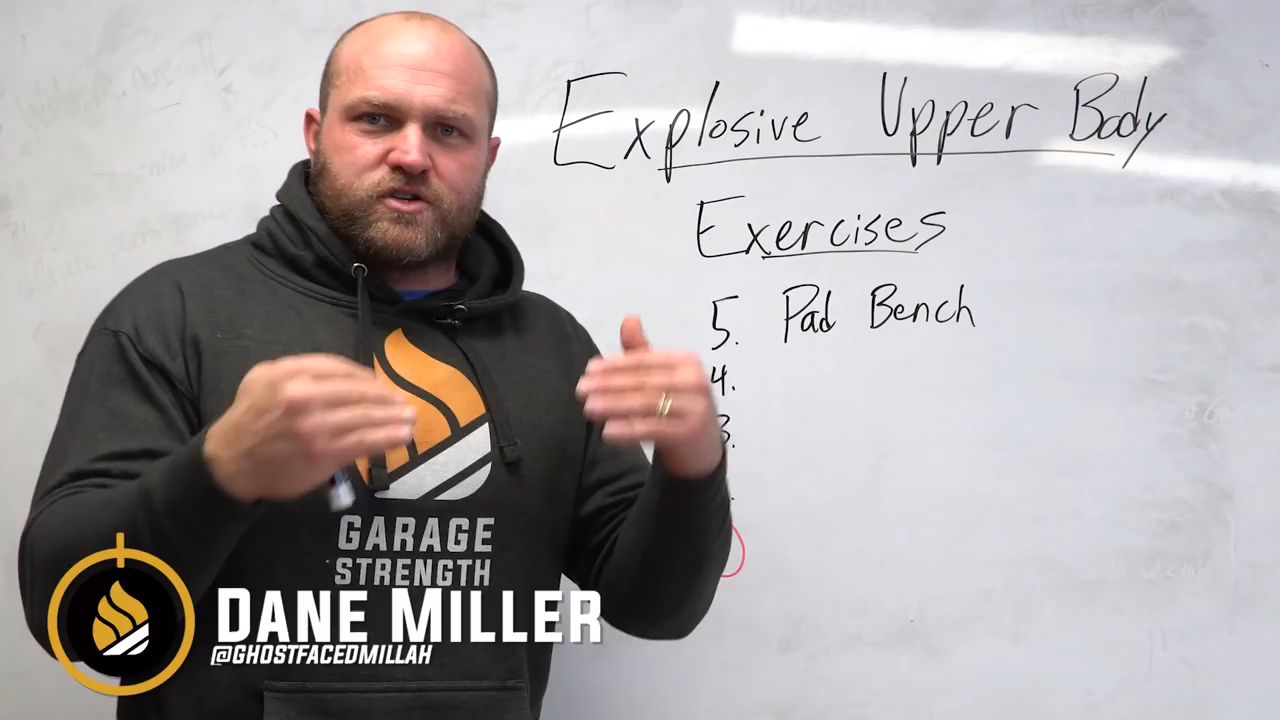 Explosive Upper Body
Exercises
5. Pad Bench
4.
3.
GARAGE
STRENGTH
DANE MILLER
@GHOSTFACEDMILLAH